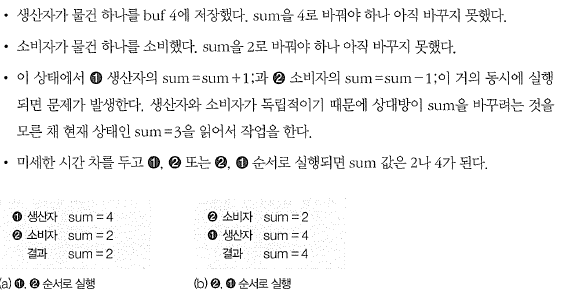 • 생산자가 물건 하나를 buf 4에 저장했다. sum을 4로 바꿔야 하나 아직 바꾸지 못했다.
• 소비자가 물건 하나를 소비했다. sum을 2로 바꿔야 하나 아직 바꾸지 못했다.
• 이 상태에서 ❶ 생산자의 sum=sum+1;과 ❷ 소비자의 sum=sum-1;이 거의 동시에 실행
되면 문제가 발생한다. 생산자와 소비자가 독립적이기 때문에 상대방이 sum을 바꾸려는 것을
모른 채 현재 상태인 sum=3을 읽어서 작업을 한다.
• 미세한 시간 차를 두고 ❶, ❷ 또는 ❷, ❶ 순서로 실행되면 sum 값은 2나 4가 된다.
❶ 생산자 sum=4
❷ 소비자 sum=2
결과 sum=2
(a) ❶, ❷ 순서로 실행
❷ 소비자 sum=2
❶ 생산자 sum=4
결과 sum=4
(b) ❷, ❶ 순서로 실행